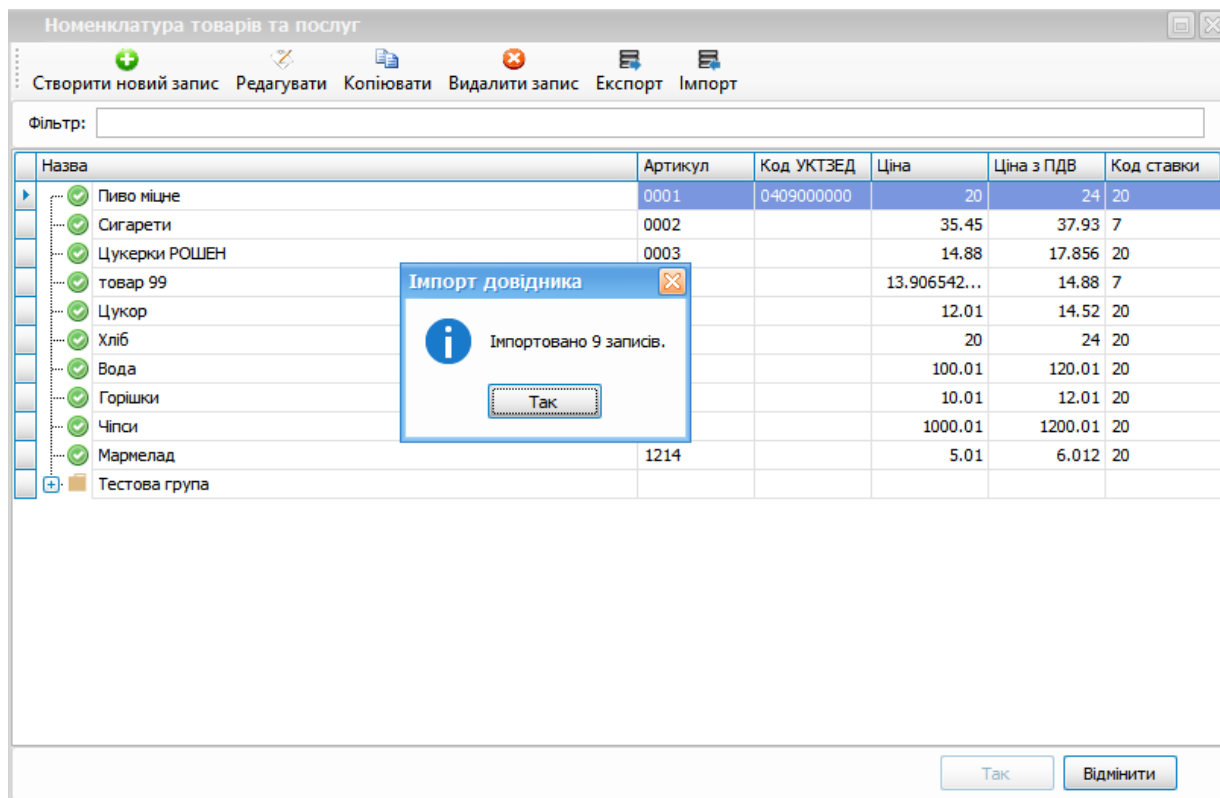 Номенклатура товарів та послуг
Створити новий запис Редагувати Копіювати Видалити запис Експорт Імпорт
Фільтр:
Назва Артикул Код УКТЗЕД Ціна Ціна з ПДВ Код ставки
Пиво міцне 0001 0409000000 20 24 20
Сигарети 0002 35.45 37.93 7
Цукерки РОШЕН 0003 14.88 17.856 20
товар 99 13.906542... 14.88 7
Цукор 12.01 14.52 20
Хліб 20 24 20
Вода 100.01 120.01 20
Горішки 10.01 12.01 20
Чіпси 1000.01 1200.01 20
Мармелад 1214 5.01 6.012 20
Тестова група
Імпорт довідника
Імпортовано 9 записів.
Так
Так Відмінити